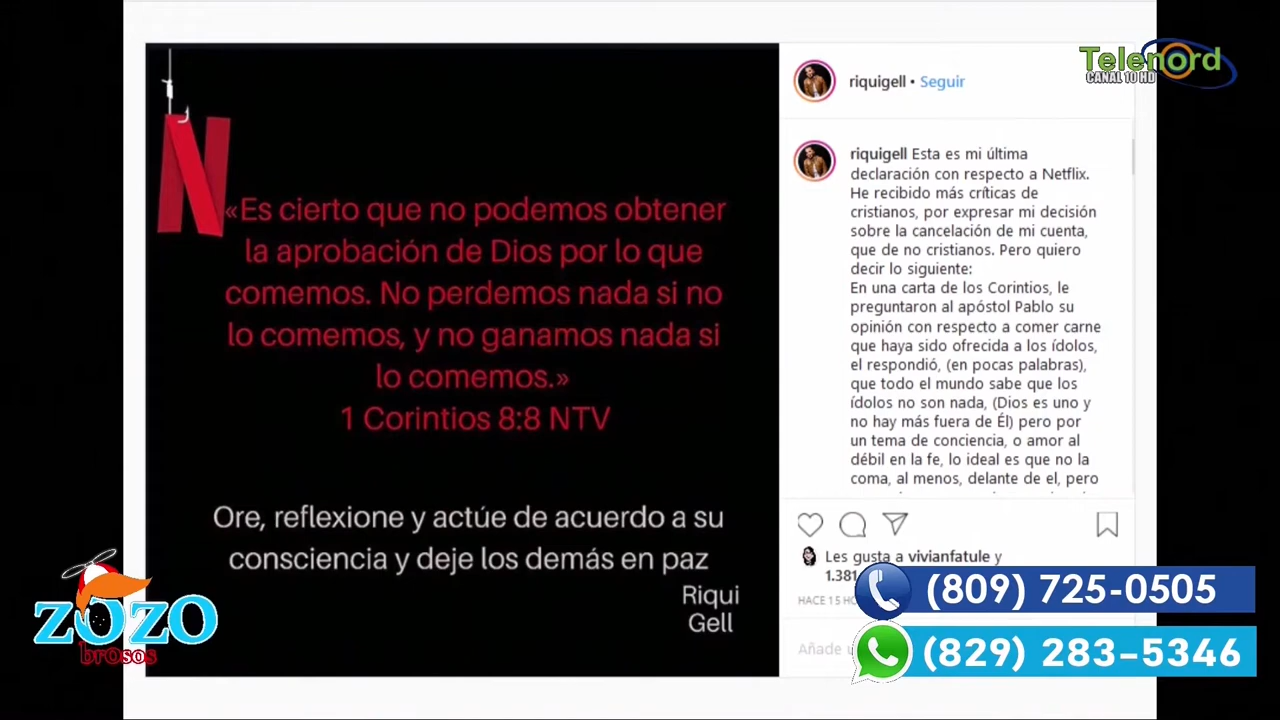 Telenord
CANAL 10 HD
N
«Es cierto que no podemos obtener
la aprobación de Dios por lo que
comemos. No perdemos nada si no
lo comemos, y no ganamos nada si
lo comemos.»
1 Corintios 8:8 NTV
Ore, reflexione y actúe de acuerdo a su
consciencia y deje los demás en paz
Riqui
Gell
riquigell • Seguir
riquigell Esta es mi última
declaración con respecto a Netflix.
He recibido más críticas de
cristianos, por expresar mi decisión
sobre la cancelación de mi cuenta,
que de no cristianos. Pero quiero
decir lo siguiente:
En una carta de los Corintios, le
preguntaron al apóstol Pablo su
opinión con respecto a comer carne
que haya sido ofrecida a los ídolos,
el respondió, (en pocas palabras),
que todo el mundo sabe que los
ídolos no son nada, (Dios es uno y
no hay más fuera de Él) pero por
un tema de conciencia, o amor al
débil en la fe, lo ideal es que no la
coma, al menos, delante de el, pero
Les gusta a vivianfatule y
1.381
HACE 15
Añade
ZOZO
brOsos
(809) 725-0505
(829) 283-5346